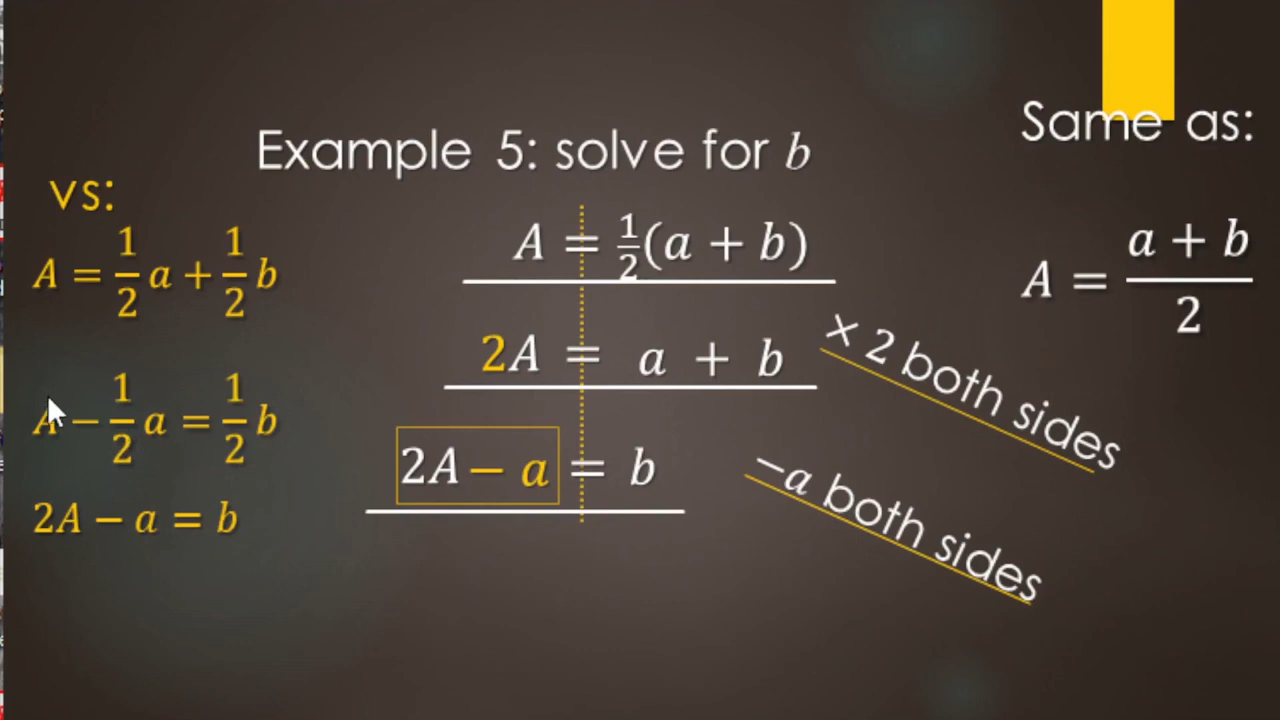 Same as:
Example 5: solve for b
vs:
A = 1/2 (a + b)
A = 1/2 a + 1/2 b
A = a + b / 2
2A = a + b
× 2 both sides
A − 1/2 a = 1/2 b
2A − a = b
−a both sides
2A − a = b